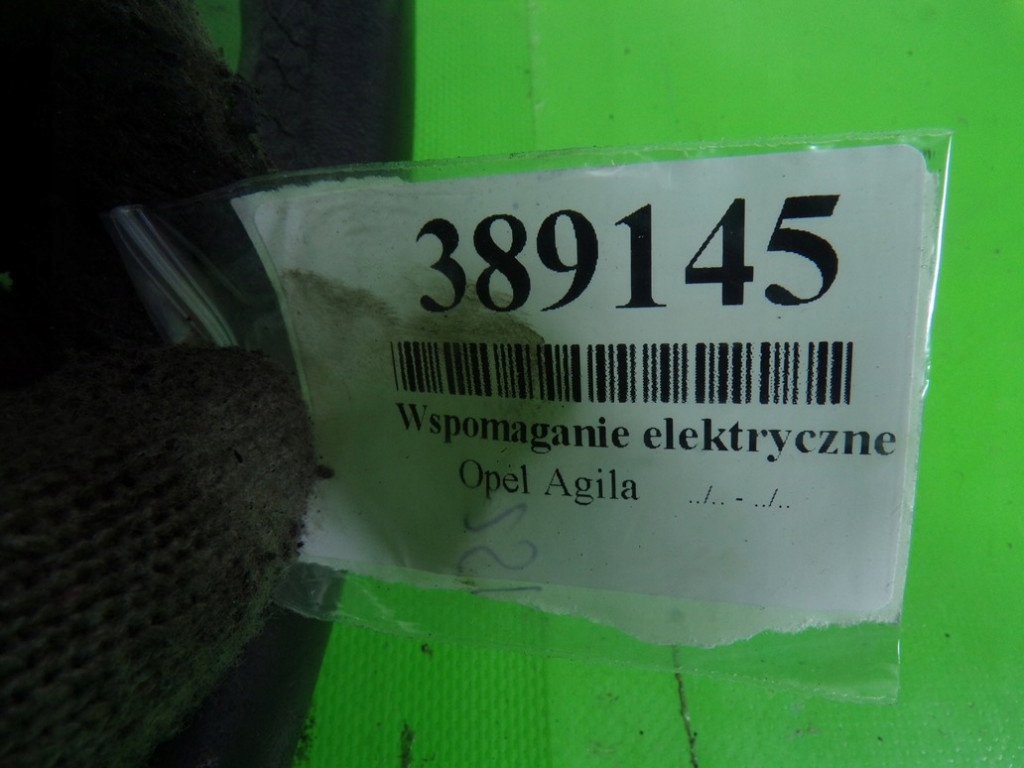 389145
Wspomaganie elektryczne
Opel Agila ../.. - ../..